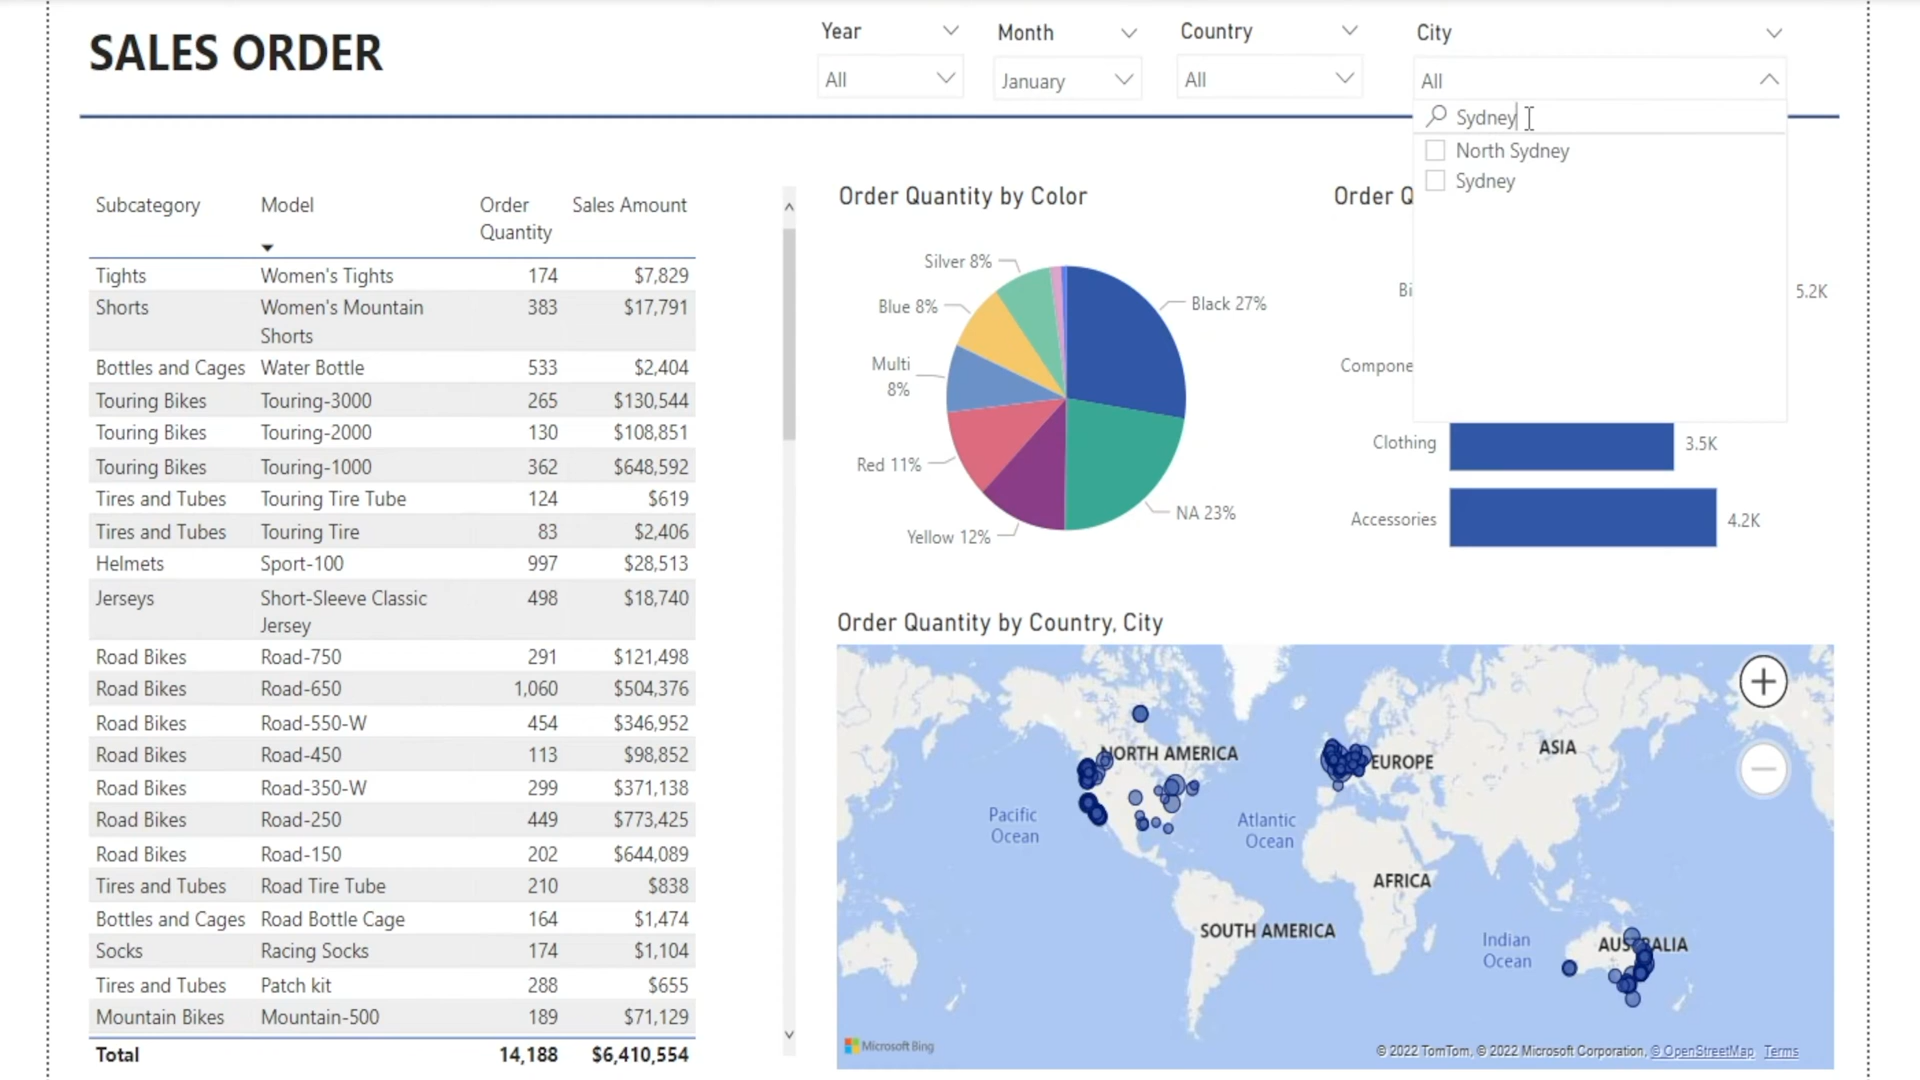 SALES ORDER
Year
Month
Country
City
All
January
All
All
Sydney
North Sydney
Sydney
Subcategory Model Order Quantity Sales Amount
Tights Women's Tights 174 $7,829
Shorts Women's Mountain Shorts 383 $17,791
Bottles and Cages Water Bottle 533 $2,404
Touring Bikes Touring-3000 265 $130,544
Touring Bikes Touring-2000 130 $108,851
Touring Bikes Touring-1000 362 $648,592
Tires and Tubes Touring Tire Tube 124 $619
Tires and Tubes Touring Tire 83 $2,406
Helmets Sport-100 997 $28,513
Jerseys Short-Sleeve Classic Jersey 498 $18,740
Road Bikes Road-750 291 $121,498
Road Bikes Road-650 1,060 $504,376
Road Bikes Road-550-W 454 $346,952
Road Bikes Road-450 113 $98,852
Road Bikes Road-350-W 299 $371,138
Road Bikes Road-250 449 $773,425
Road Bikes Road-150 202 $644,089
Tires and Tubes Road Tire Tube 210 $838
Bottles and Cages Road Bottle Cage 164 $1,474
Socks Racing Socks 174 $1,104
Tires and Tubes Patch kit 288 $655
Mountain Bikes Mountain-500 189 $71,129
Total 14,188 $6,410,554
Order Quantity by Color
Silver 8%
Blue 8%
Multi
8%
Red 11%
Yellow 12%
Black 27%
NA 23%
Order Q
Bi
5.2K
Compone
Clothing 3.5K
Accessories 4.2K
Order Quantity by Country, City
NORTH AMERICA
EUROPE
ASIA
Pacific
Ocean
Atlantic
Ocean
AFRICA
SOUTH AMERICA
Indian
Ocean
AUSTRALIA
Microsoft Bing
© 2022 TomTom, © 2022 Microsoft Corporation, © OpenStreetMap Terms